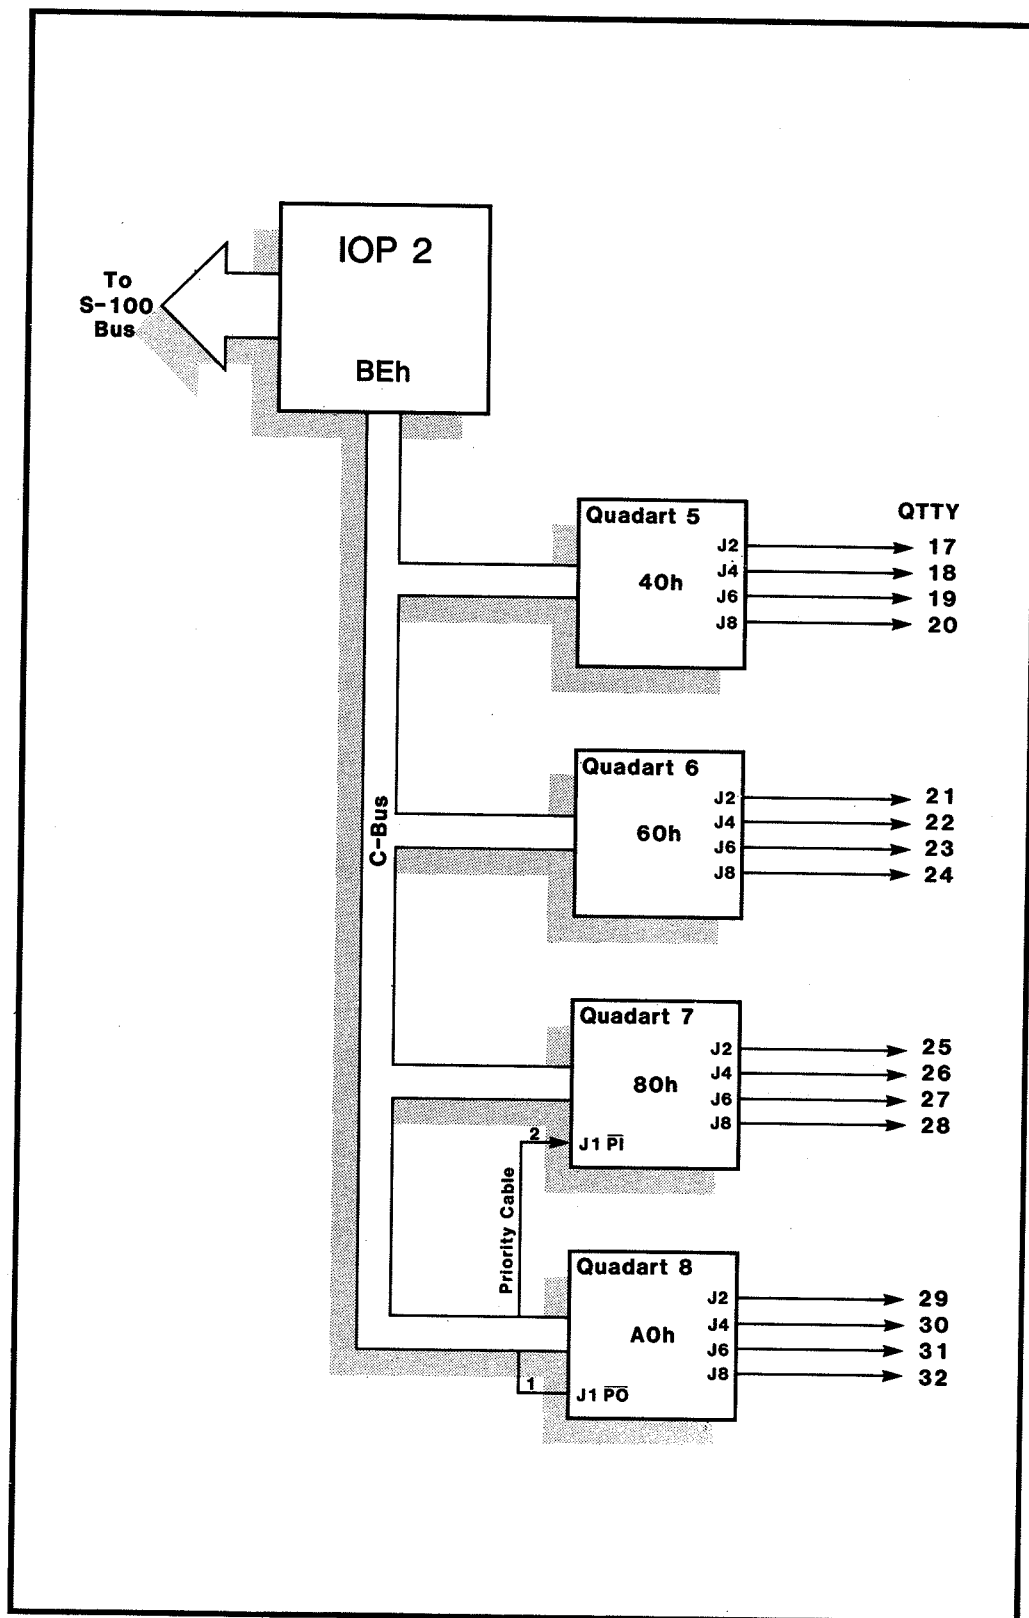 IOP 2
To
S-100
Bus
BEh
QTTY
Quadart 5
40h
J2 17
J4 18
J6 19
J8 20
C-Bus
Quadart 6
60h
J2 21
J4 22
J6 23
J8 24
Quadart 7
80h
J2 25
J4 26
J6 27
J8 28
2
J1 P̅I̅
Priority Cable
Quadart 8
A0h
J2 29
J4 30
J6 31
J8 32
1
J1 P̅O̅